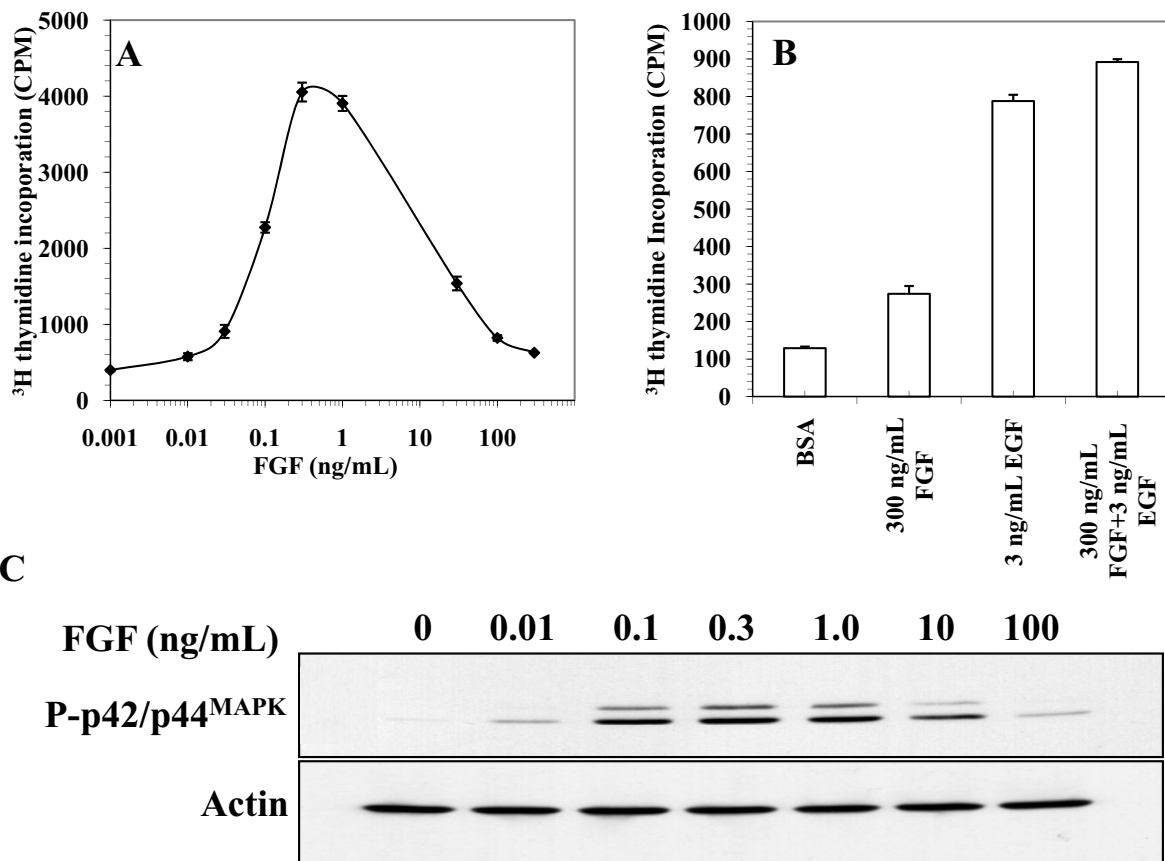 A
³H thymidine incoporation (CPM)
5000
4000
3000
2000
1000
0
0.001 0.01 0.1 1 10 100
FGF (ng/mL)
B
³H thymidine Incoporation (CPM)
1000
900
800
700
600
500
400
300
200
100
0
BSA
300 ng/mL
FGF
3 ng/mL EGF
300 ng/mL
FGF+3 ng/mL
EGF
C
FGF (ng/mL) 0 0.01 0.1 0.3 1.0 10 100
P-p42/p44ᴹᴬᴾᴷ
Actin